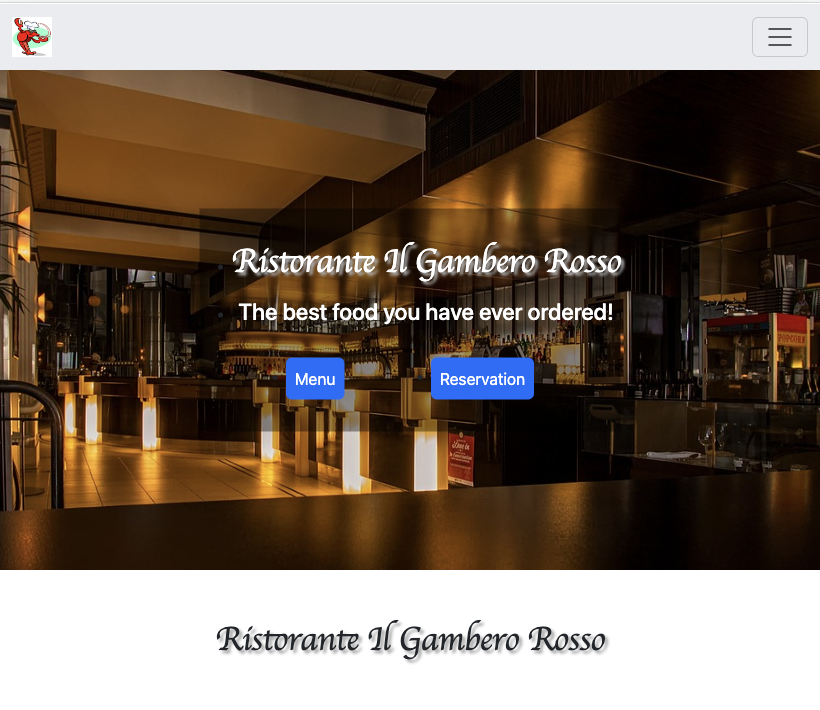 Ristorante Il Gambero Rosso
The best food you have ever ordered!
Menu
Reservation
Ristorante Il Gambero Rosso